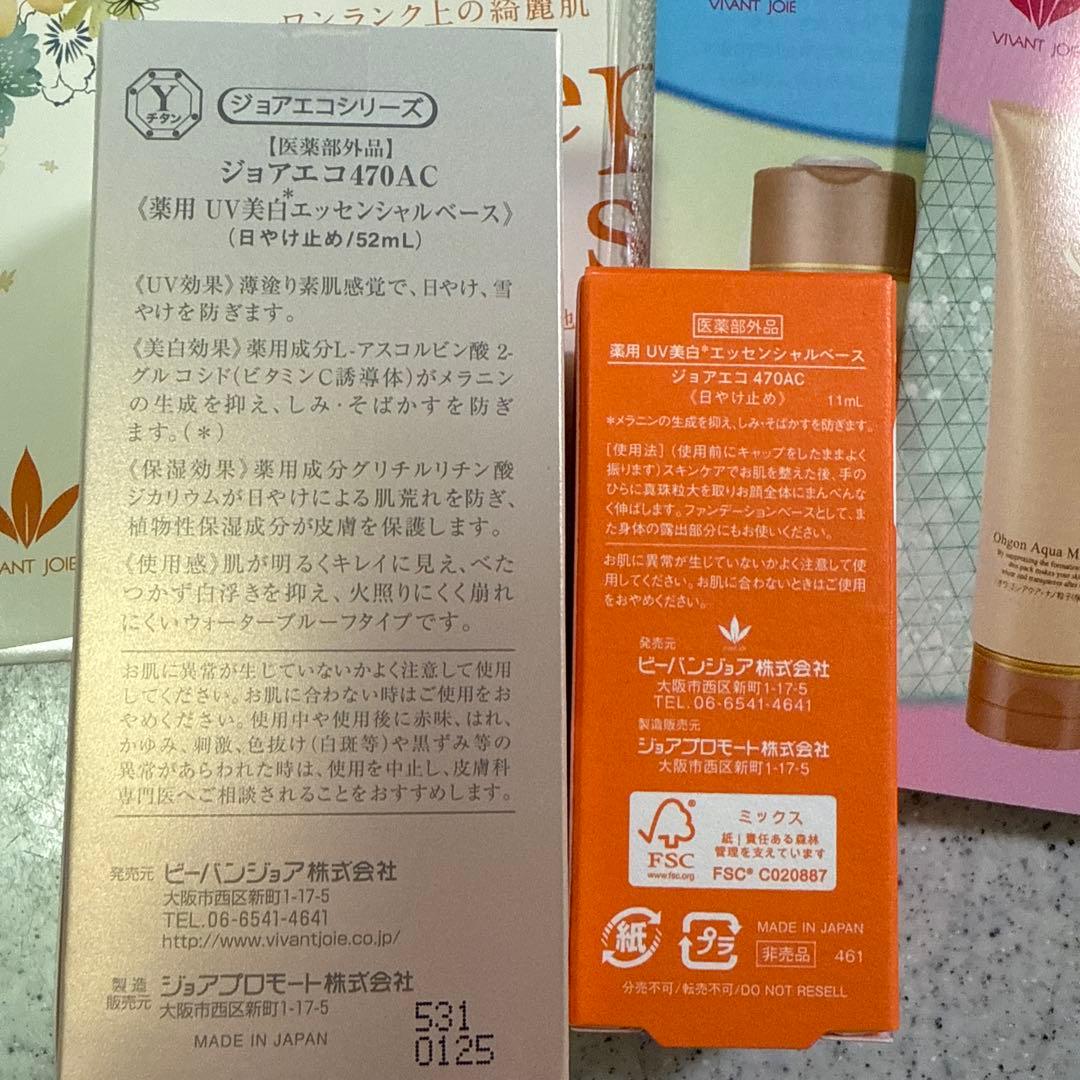 ワンランク上の綺麗肌
ep
s
VIVANT JOIE
VIVANT JOIE
VANT JOIE
Y
チタン
ジョアエコシリーズ
【医薬部外品】
ジョアエコ470AC
《薬用 UV美白*エッセンシャルベース》
(日やけ止め/52mL)
《UV効果》薄塗り素肌感覚で、日やけ、雪
やけを防ぎます。
《美白効果》薬用成分L-アスコルビン酸 2-
グルコシド(ビタミンC誘導体)がメラニン
の生成を抑え、しみ・そばかすを防ぎ
ます。(*)
《保湿効果》薬用成分グリチルリチン酸
ジカリウムが日やけによる肌荒れを防ぎ、
植物性保湿成分が皮膚を保護します。
《使用感》肌が明るくキレイに見え、べた
つかず白浮きを抑え、火照りにくく崩れ
にくいウォータープルーフタイプです。
お肌に異常が生じていないかよく注意して使用
してください。お肌に合わない時はご使用をお
やめください。使用中や使用後に赤味、はれ、
かゆみ、刺激、色抜け(白斑等)や黒ずみ等の
異常があらわれた時は、使用を中止し、皮膚科
専門医へご相談されることをおすすめします。
発売元 ビーバンジョア株式会社
大阪市西区新町1-17-5
TEL.06-6541-4641
http://www.vivantjoie.co.jp/
製造販売元 ジョアプロモート株式会社
大阪市西区新町1-17-5
MADE IN JAPAN
531
0125
医薬部外品
薬用 UV美白*エッセンシャルベース
ジョアエコ 470AC
《日やけ止め》 11mL
*メラニンの生成を抑え、しみ・そばかすを防ぎます。
[使用法](使用前にキャップをしたままよく
振ります)スキンケアでお肌を整えた後、手の
ひらに真珠粒大を取りお顔全体にまんべんな
く伸ばします。ファンデーションベースとして、ま
た身体の露出部分にもお使いください。
お肌に異常が生じていないかよく注意して使
用してください。お肌に合わないときはご使用
をおやめください。
発売元
ビーバンジョア株式会社
大阪市西区新町1-17-5
TEL.06-6541-4641
製造販売元
ジョアプロモート株式会社
大阪市西区新町1-17-5
FSC
www.fsc.org
ミックス
紙|責任ある森林
管理を支えています
FSC® C020887
紙
プラ
MADE IN JAPAN
非売品 461
分売不可/転売不可/DO NOT RESELL
Ohgon Aqua M